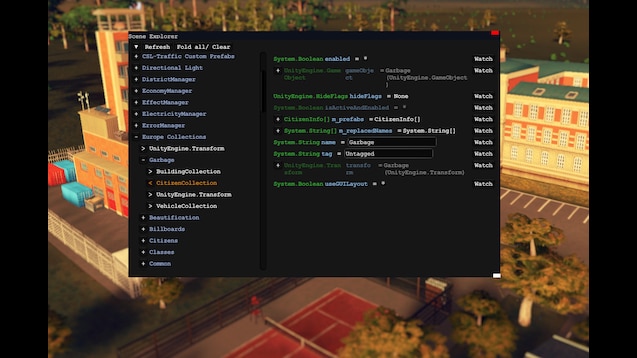 Scene Explorer
▼ Refresh Fold all/ Clear
+ CSL-Traffic Custom Prefabs
+ Directional Light
+ DistrictManager
+ EconomyManager
+ EffectManager
+ ElectricityManager
+ ErrorManager
- Europe Collections
> UnityEngine.Transform
- Garbage
> BuildingCollection
< CitizenCollection
> UnityEngine.Transform
> VehicleCollection
+ Beautification
+ Billboards
+ Citizens
+ Classes
+ Common
System.Boolean enabled = * Watch
+ UnityEngine.GameObject gameObject = Garbage (UnityEngine.GameObject) Watch
UnityEngine.HideFlags hideFlags = None Watch
System.Boolean isActiveAndEnabled = * Watch
+ CitizenInfo[] m_prefabs = CitizenInfo[] Watch
+ System.String[] m_replacedNames = System.String[] Watch
System.String name = Garbage Watch
System.String tag = Untagged Watch
+ UnityEngine.Transform transform = Garbage (UnityEngine.Transform) Watch
System.Boolean useGUILayout = * Watch